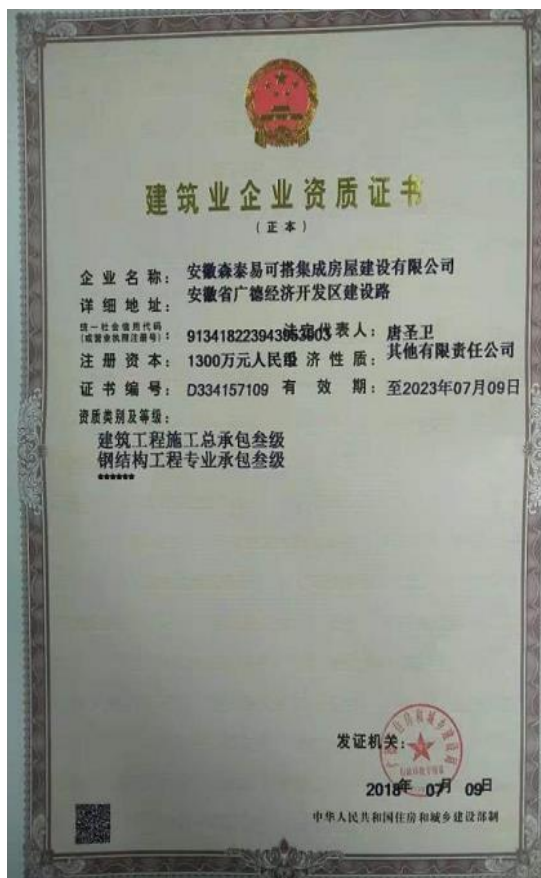 建筑业企业资质证书
（正本）
企业名称：安徽森泰易可搭集成房屋建设有限公司
详细地址：安徽省广德经济开发区建设路
统一社会信用代码
(或营业执照注册号)： 法定代表人：唐圣卫
注册资本：1300万元人民币 经济性质：其他有限责任公司
证书编号：D334157109 有效期：至2023年07月09日
资质类别及等级：
建筑工程施工总承包叁级
钢结构工程专业承包叁级
******
发证机关：
2018年 07月 09日
中华人民共和国住房和城乡建设部制